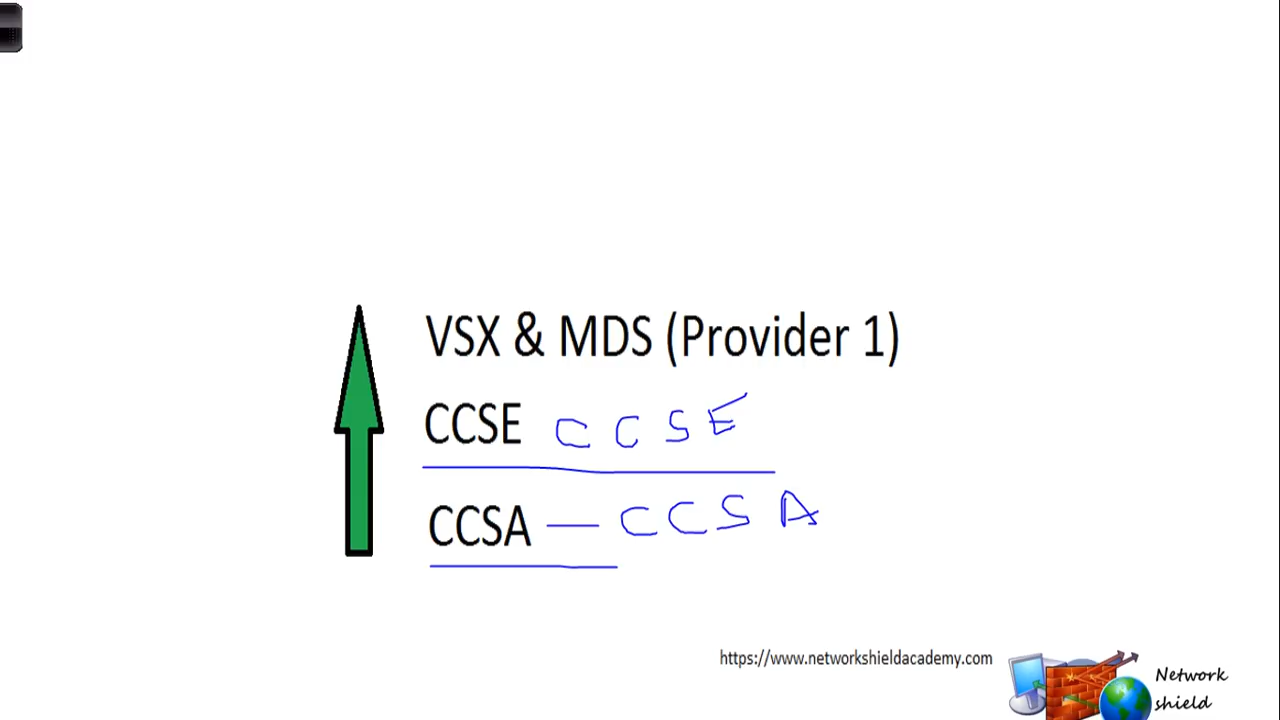 VSX & MDS (Provider 1)
CCSE CCSE
CCSA — CCSA
https://www.networkshieldacademy.com
Network
shield